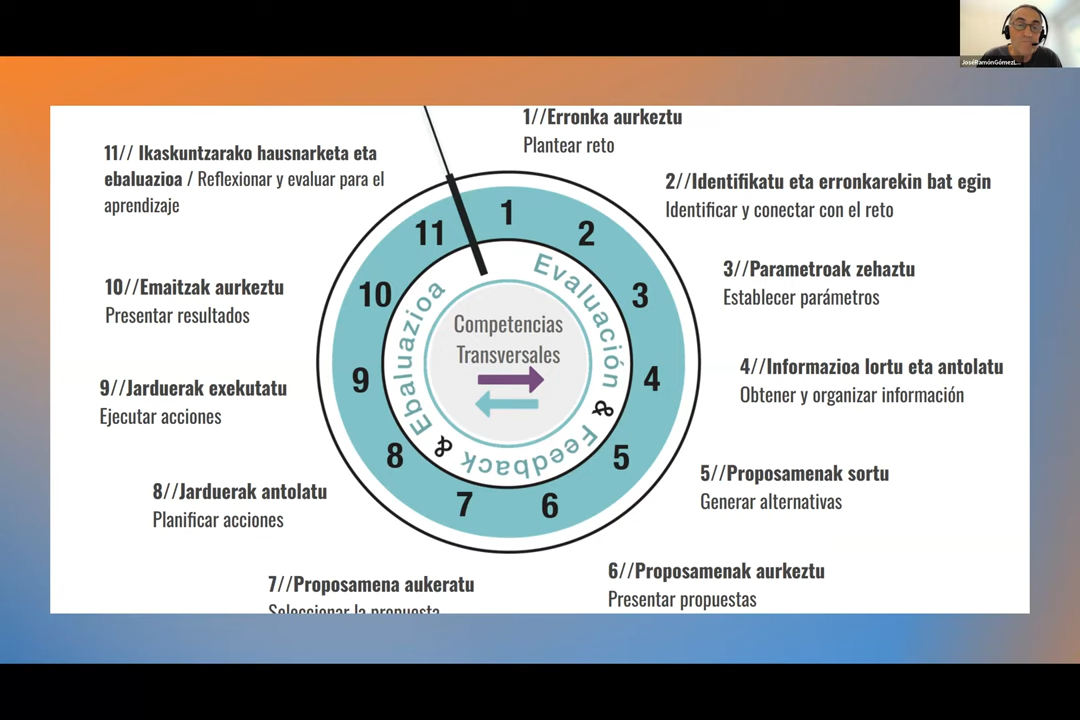 JoséRamónGómezL...
1//Erronka aurkeztu
Plantear reto
2//Identifikatu eta erronkarekin bat egin
Identificar y conectar con el reto
3//Parametroak zehaztu
Establecer parámetros
4//Informazioa lortu eta antolatu
Obtener y organizar información
5//Proposamenak sortu
Generar alternativas
6//Proposamenak aurkeztu
Presentar propuestas
7//Proposamena aukeratu
Seleccionar la propuesta
8//Jarduerak antolatu
Planificar acciones
9//Jarduerak exekutatu
Ejecutar acciones
10//Emaitzak aurkeztu
Presentar resultados
11// Ikaskuntzarako hausnarketa eta
ebaluazioa / Reflexionar y evaluar para el
aprendizaje
1
2
3
4
5
6
7
8
9
10
11
Evaluación & Feedback & Ebaluazioa
Competencias
Transversales